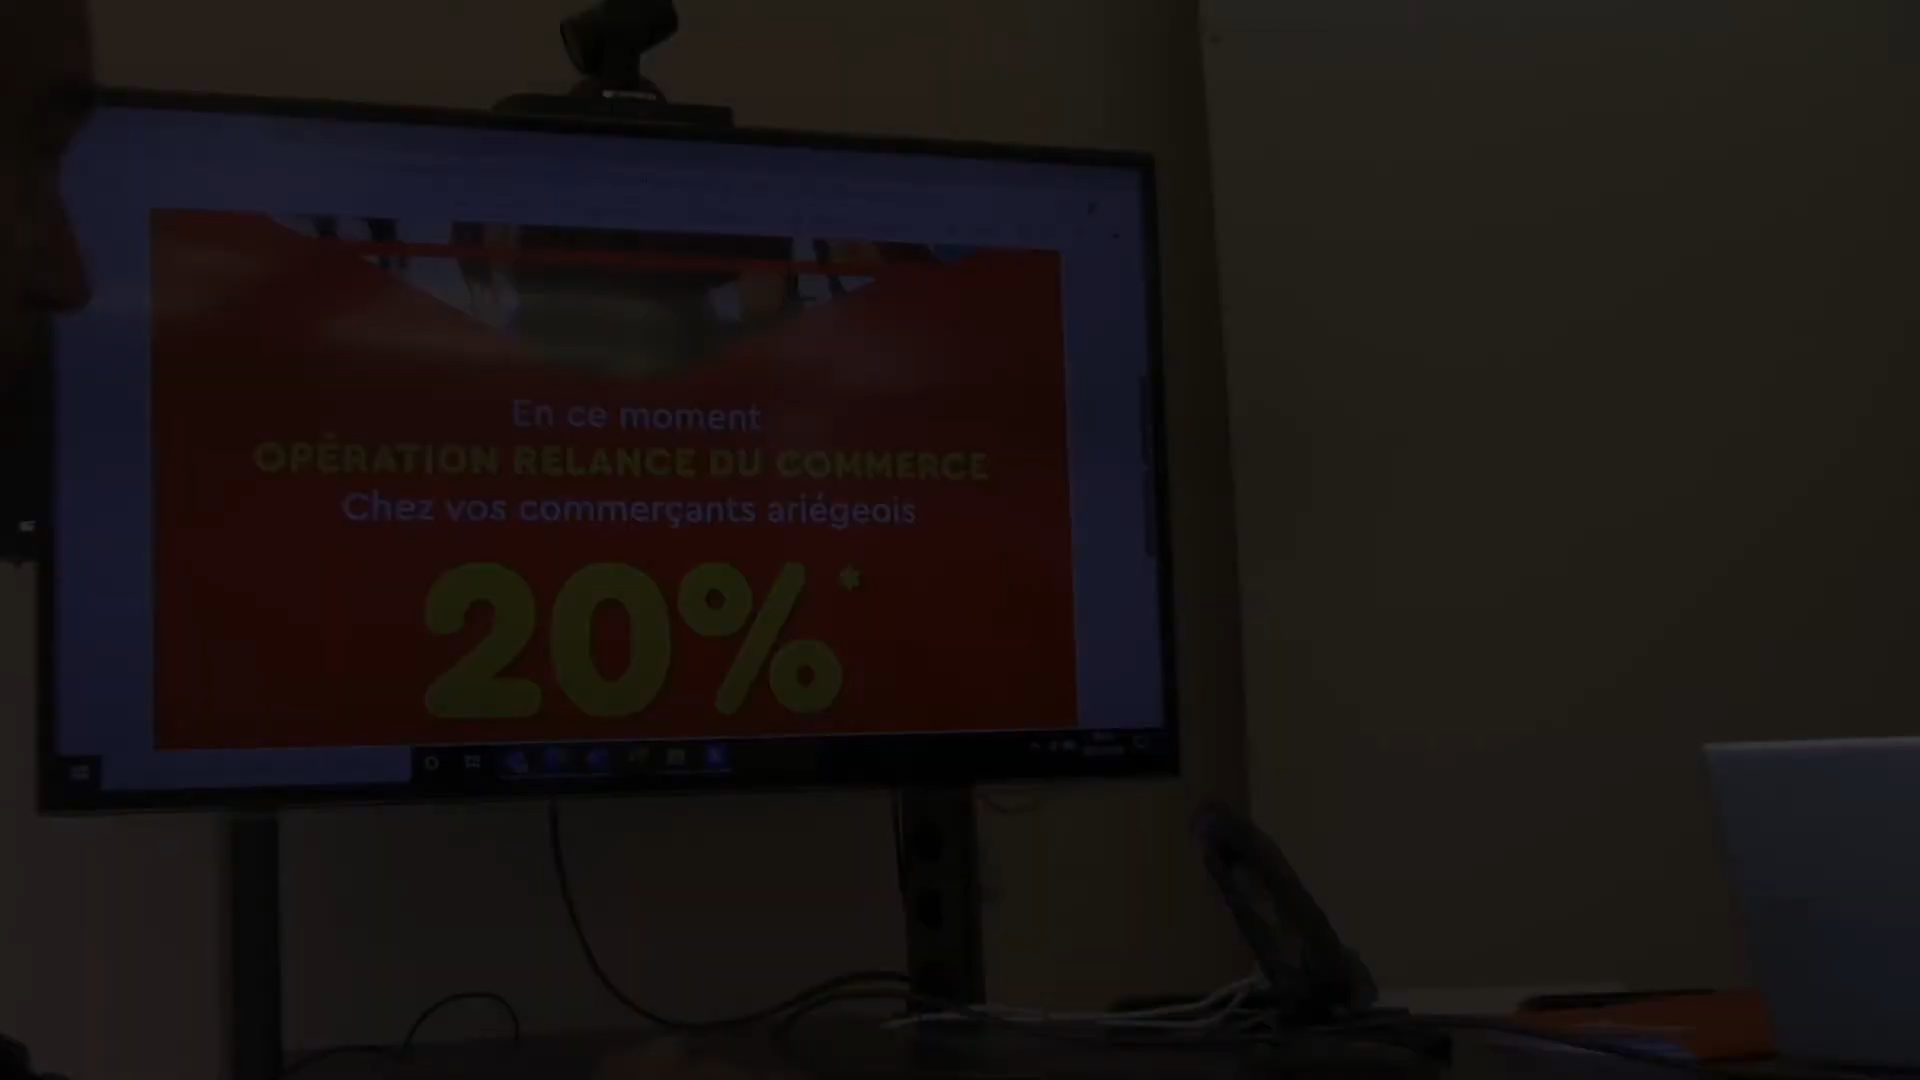 En ce moment
OPÉRATION RELANCE DU COMMERCE
Chez vos commerçants ariégeois
20%*